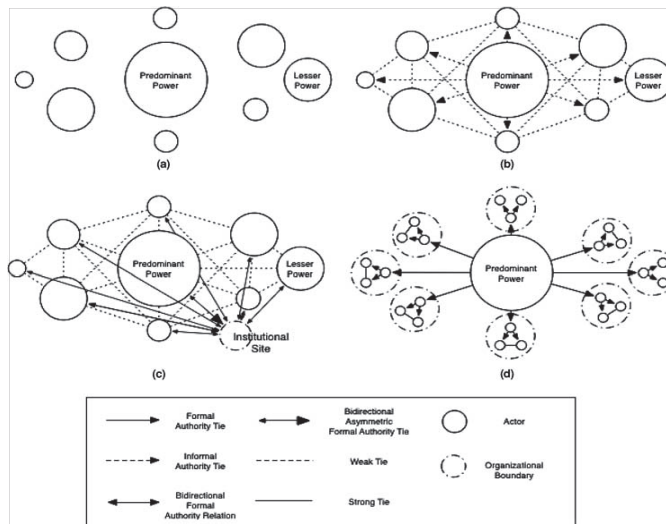 Predominant
Power
Lesser
Power
(a)
Predominant
Power
Lesser
Power
(b)
Predominant
Power
Lesser
Power
Institutional
Site
(c)
Predominant
Power
(d)
Formal
Authority Tie
Bidirectional
Asymmetric
Formal Authority Tie
Actor
Informal
Authority Tie
Weak Tie
Organizational
Boundary
Bidirectional
Formal
Authority Relation
Strong Tie